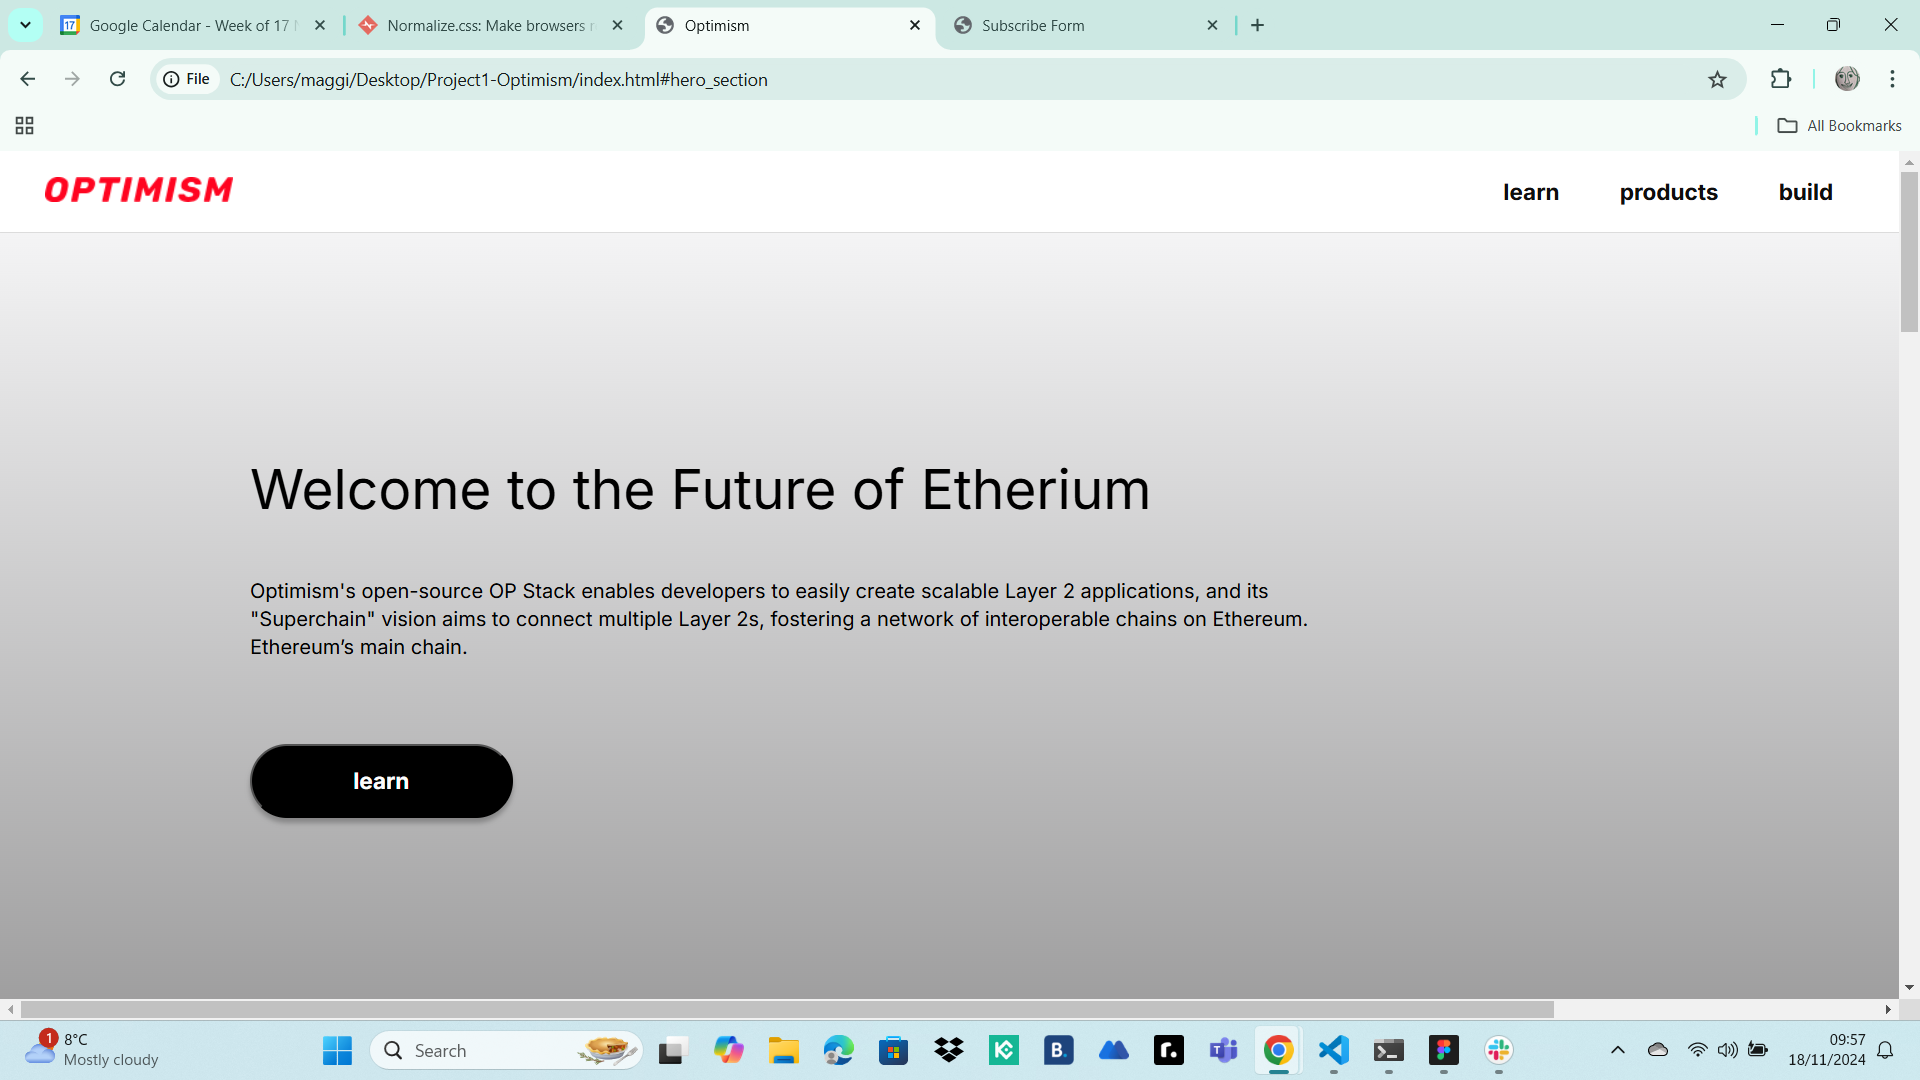 Google Calendar - Week of 17
Normalize.css: Make browsers r
Optimism
Subscribe Form
File
C:/Users/maggi/Desktop/Project1-Optimism/index.html#hero_section
All Bookmarks
OPTIMISM
learn
products
build
Welcome to the Future of Etherium
Optimism's open-source OP Stack enables developers to easily create scalable Layer 2 applications, and its
"Superchain" vision aims to connect multiple Layer 2s, fostering a network of interoperable chains on Ethereum.
Ethereum’s main chain.
learn
1
8°C
Mostly cloudy
Search
09:57
18/11/2024